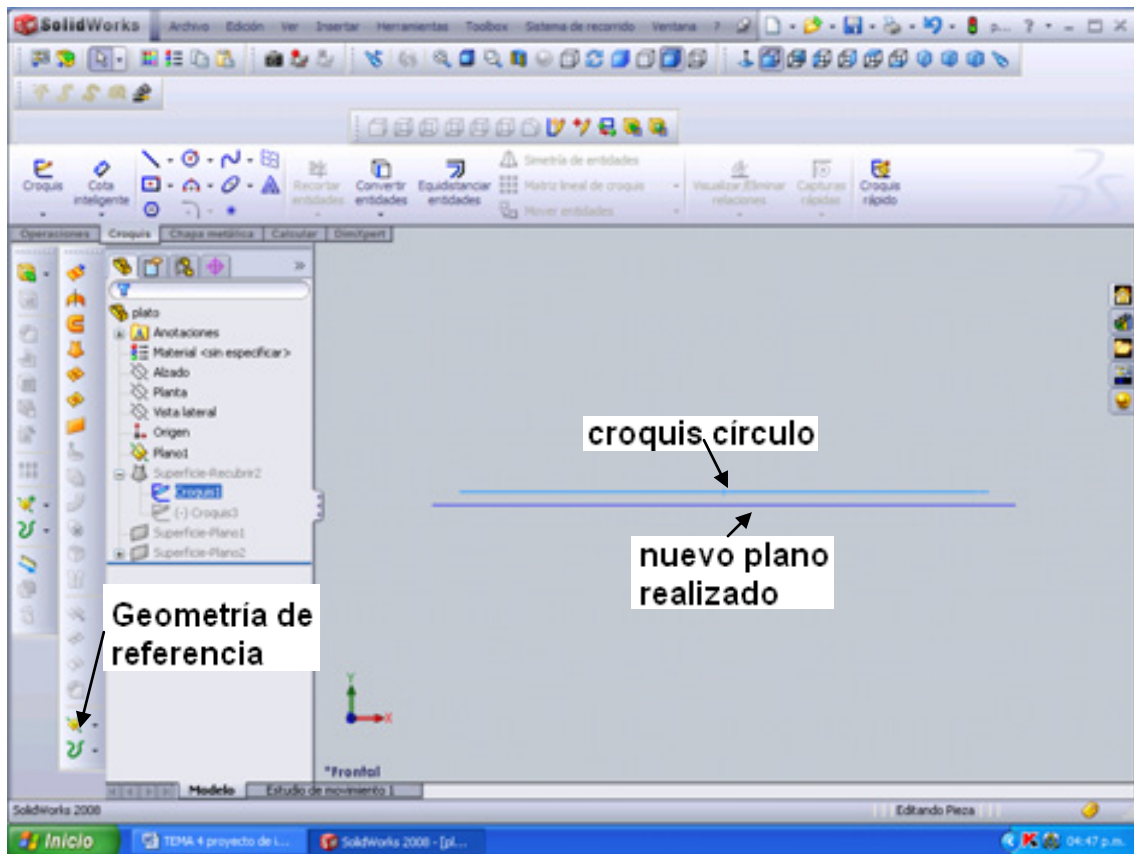 SolidWorks Archivo Edición Ver Insertar Herramientas Toolbox Sistema de recorrido Ventana ? p... ?
Croquis
Cota inteligente
Recortar entidades
Convertir entidades
Equidistanciar entidades
Simetría de entidades
Matriz lineal de croquis
Mover entidades
Visualizar/Eliminar relaciones
Capturas rápidas
Croquis rápido
Operaciones Croquis Chapa metálica Calcular DimXpert
plato
Anotaciones
Material <sin especificar>
Alzado
Planta
Vista lateral
Origen
Plano1
Superficie-Recubrir2
Croquis1
(-) Croquis3
Superficie-Plano1
Superficie-Plano2
croquis círculo
nuevo plano
realizado
Geometría de
referencia
Y
X
*Frontal
Modelo Estudio de movimiento 1
SolidWorks 2008 Editando Pieza
Inicio TEMA 4 proyecto de i... SolidWorks 2008 - [pl... 04:47 p.m.